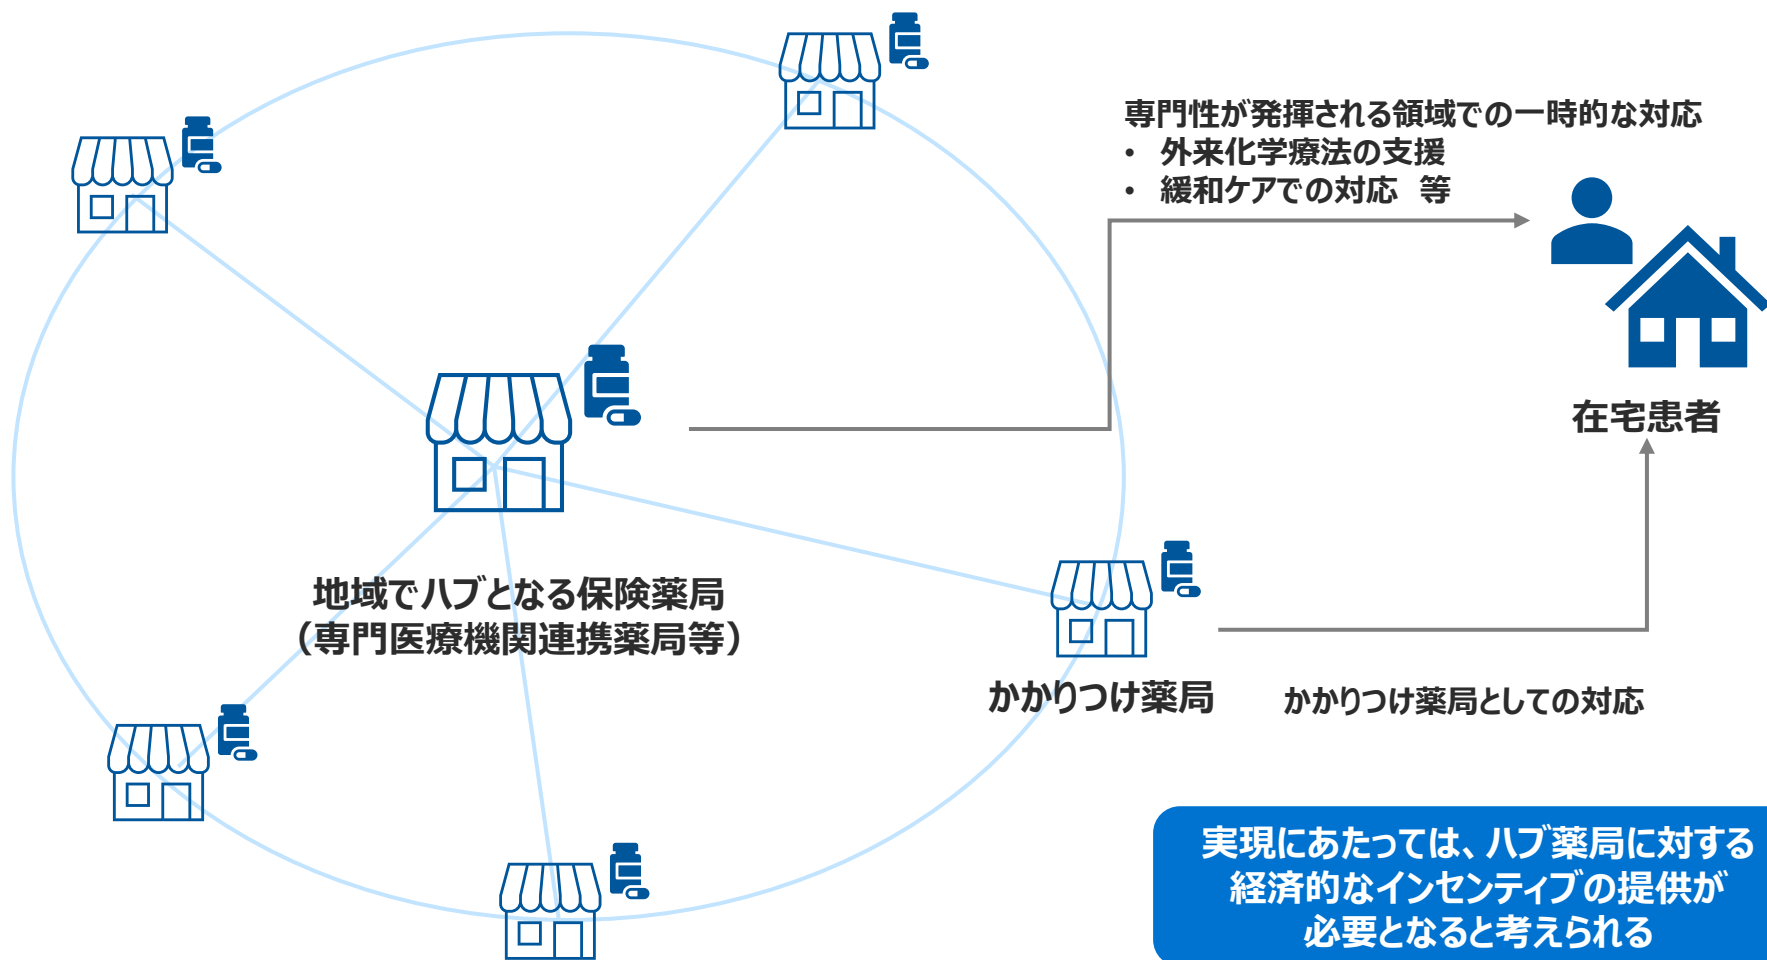 専門性が発揮される領域での一時的な対応
• 外来化学療法の支援
• 緩和ケアでの対応 等
在宅患者
地域でハブとなる保険薬局
（専門医療機関連携薬局等）
かかりつけ薬局
かかりつけ薬局としての対応
実現にあたっては、ハブ薬局に対する
経済的なインセンティブの提供が
必要となると考えられる